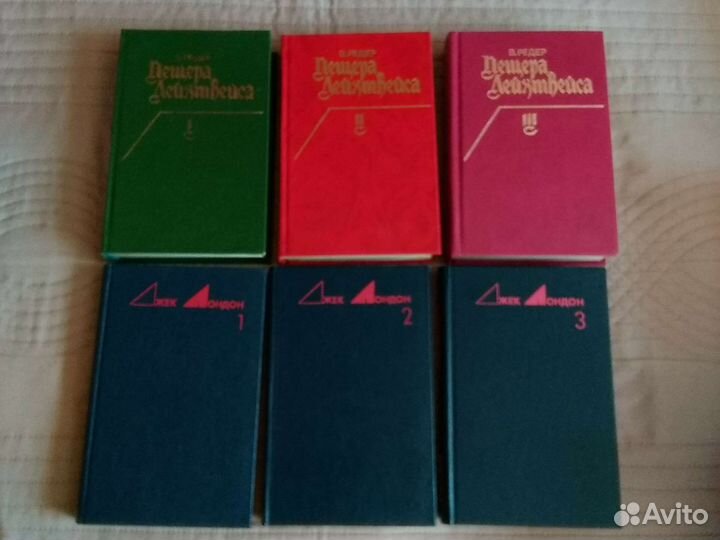 В. РЕДЕР
Пещера
Лейхтвейса
I
В. РЕДЕР
Пещера
Лейхтвейса
II
В. РЕДЕР
Пещера
Лейхтвейса
III
ДЖЕК ЛОНДОН
1
ДЖЕК ЛОНДОН
2
ДЖЕК ЛОНДОН
3
Avito